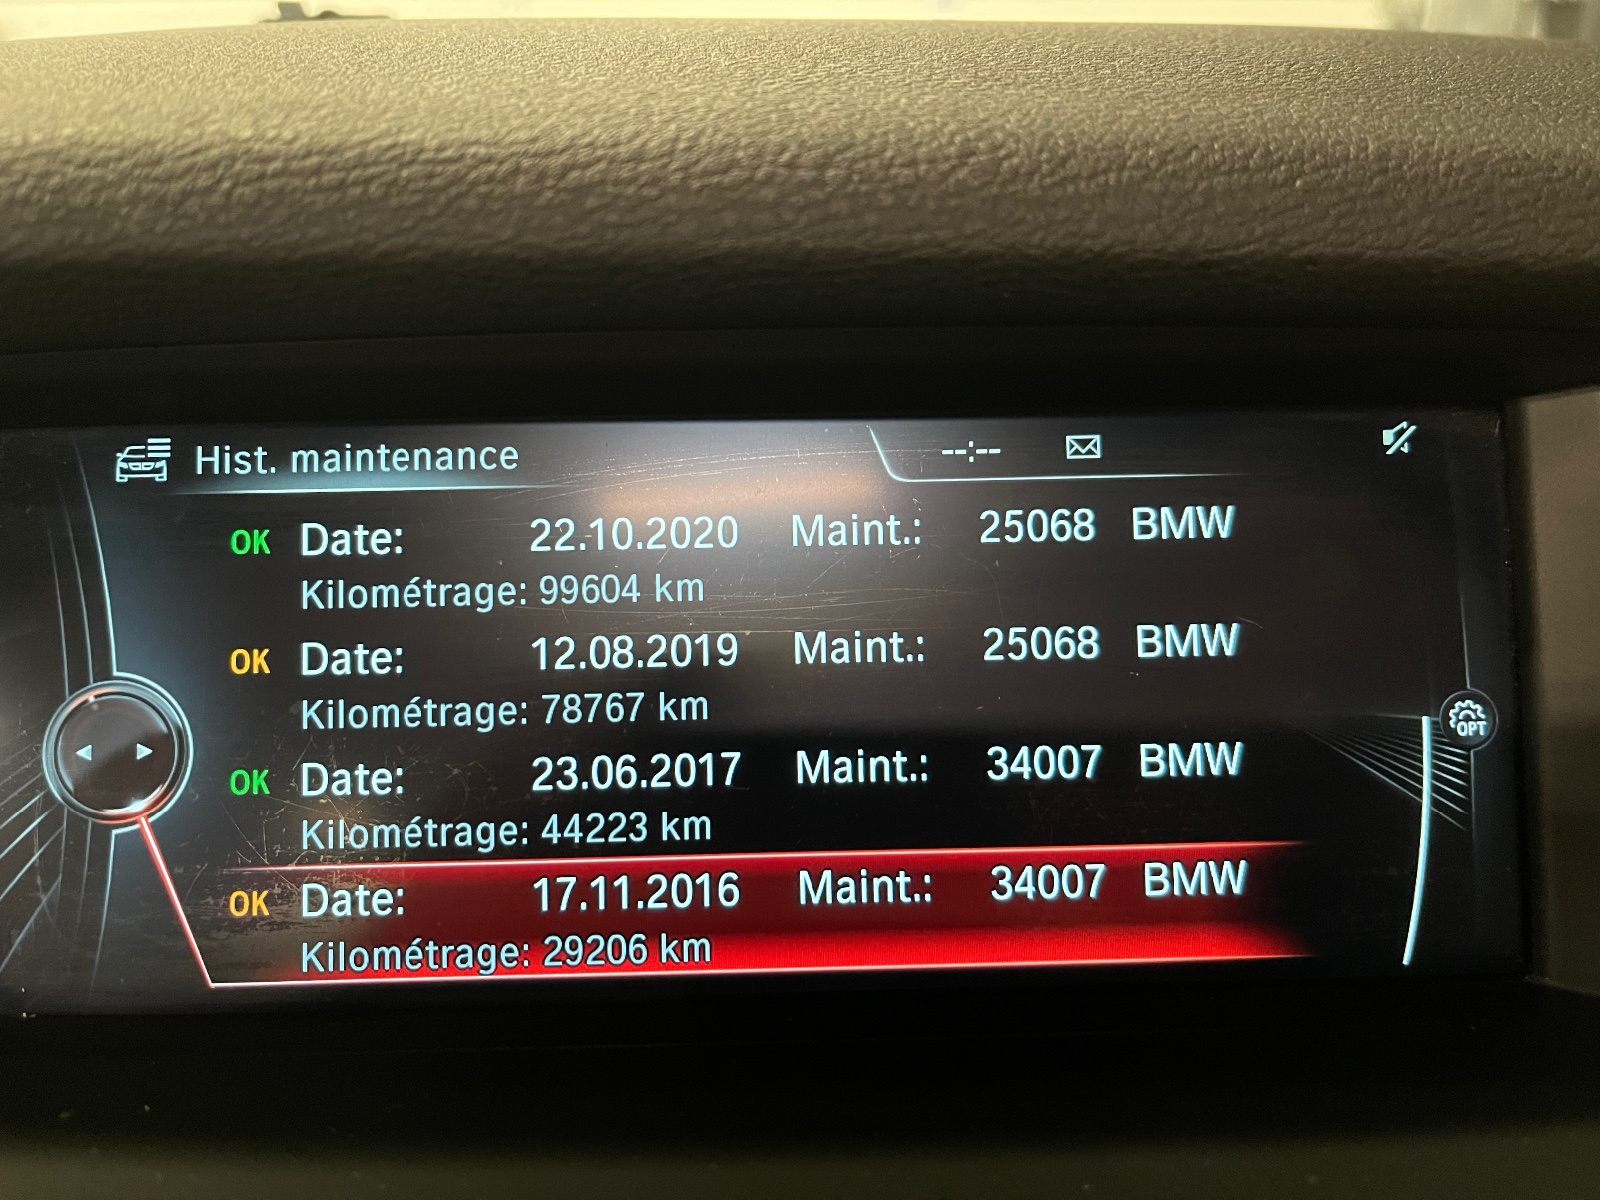 Hist. maintenance --:--
OK Date: 22.10.2020 Maint.: 25068 BMW
Kilométrage: 99604 km
OK Date: 12.08.2019 Maint.: 25068 BMW
Kilométrage: 78767 km
OK Date: 23.06.2017 Maint.: 34007 BMW
Kilométrage: 44223 km
OK Date: 17.11.2016 Maint.: 34007 BMW
Kilométrage: 29206 km
OPT